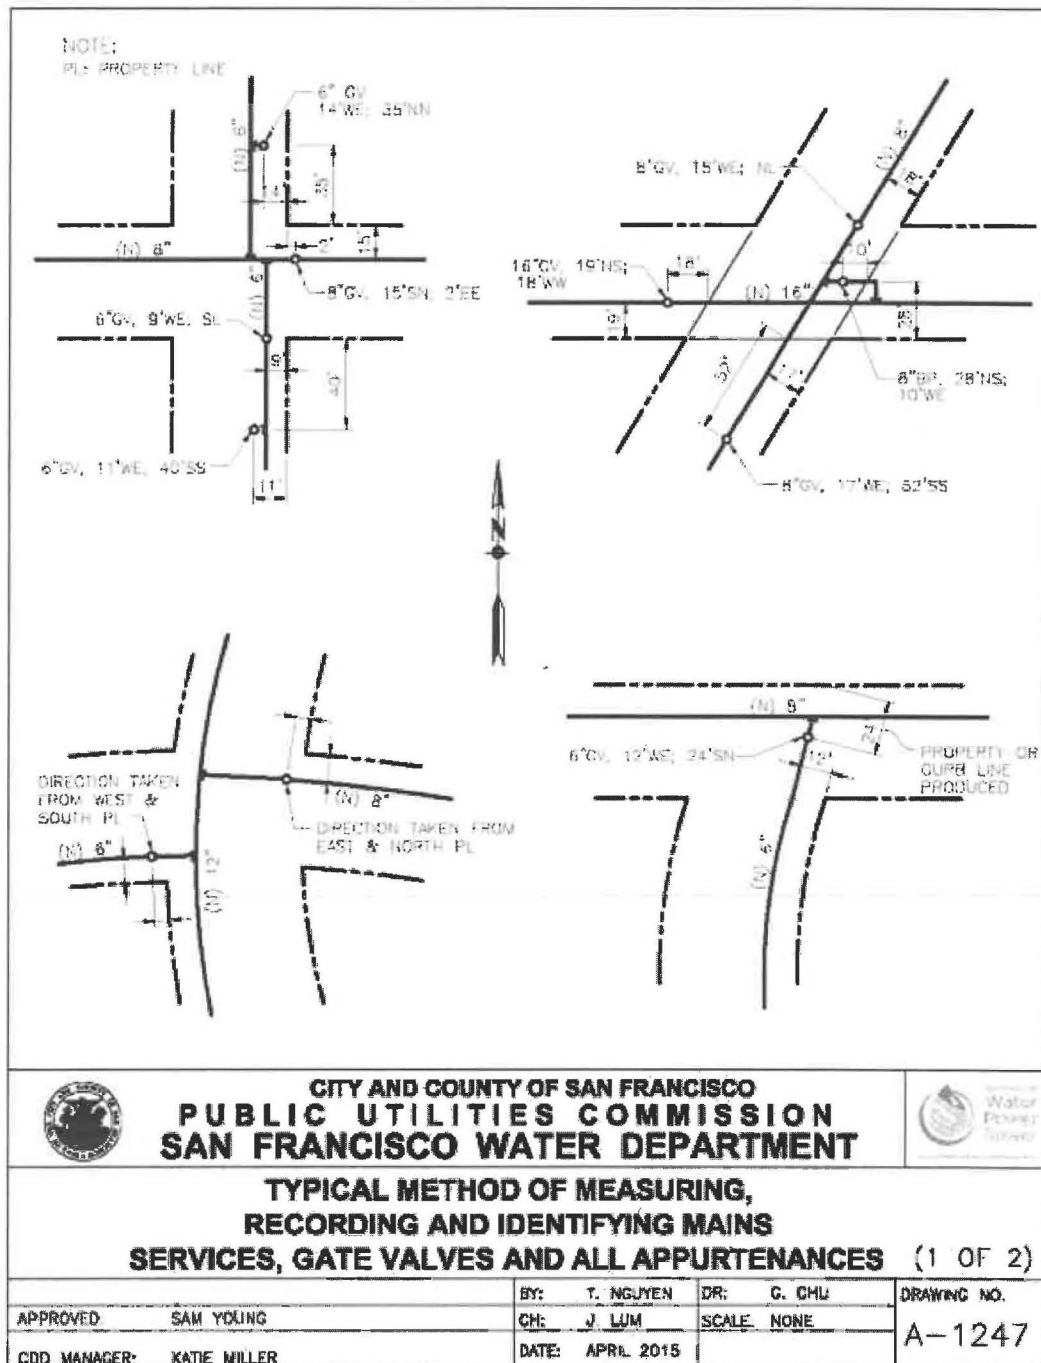 NOTE:
PL: PROPERTY LINE
6" GV
14'WE; 35'NN
(N) 6"
14'
35'
15'
2'
(N) 8"
8"GV, 15'SN, 2'EE
(N) 6"
6"GV, 9'WE, SL
9'
40'
6"GV, 11'WE, 40'SS
11'
8"GV, 15'WE; NL
(N) 8"
10'
16"GV, 19'NS;
18'WW
18'
(N) 16"
19'
28'
17'
8"BP, 28'NS;
10'WE
8"GV, 17'WE; 62'SS
N
DIRECTION TAKEN
FROM WEST &
SOUTH PL
(N) 8"
DIRECTION TAKEN FROM
EAST & NORTH PL
(N) 6"
(N) 12"
(N) 8"
24'
6"GV, 12'WE; 24'SN
12'
PROPERTY OR
CURB LINE
PRODUCED
(N) 6"
CITY AND COUNTY OF SAN FRANCISCO
PUBLIC UTILITIES COMMISSION
SAN FRANCISCO WATER DEPARTMENT
Water
Power
Sewer
TYPICAL METHOD OF MEASURING,
RECORDING AND IDENTIFYING MAINS
SERVICES, GATE VALVES AND ALL APPURTENANCES (1 OF 2)
BY: T. NGUYEN DR: C. CHU DRAWING NO.
APPROVED: SAM YOUNG CH: J. LUM SCALE: NONE
A-1247
CDD MANAGER: KATIE MILLER DATE: APRIL 2015